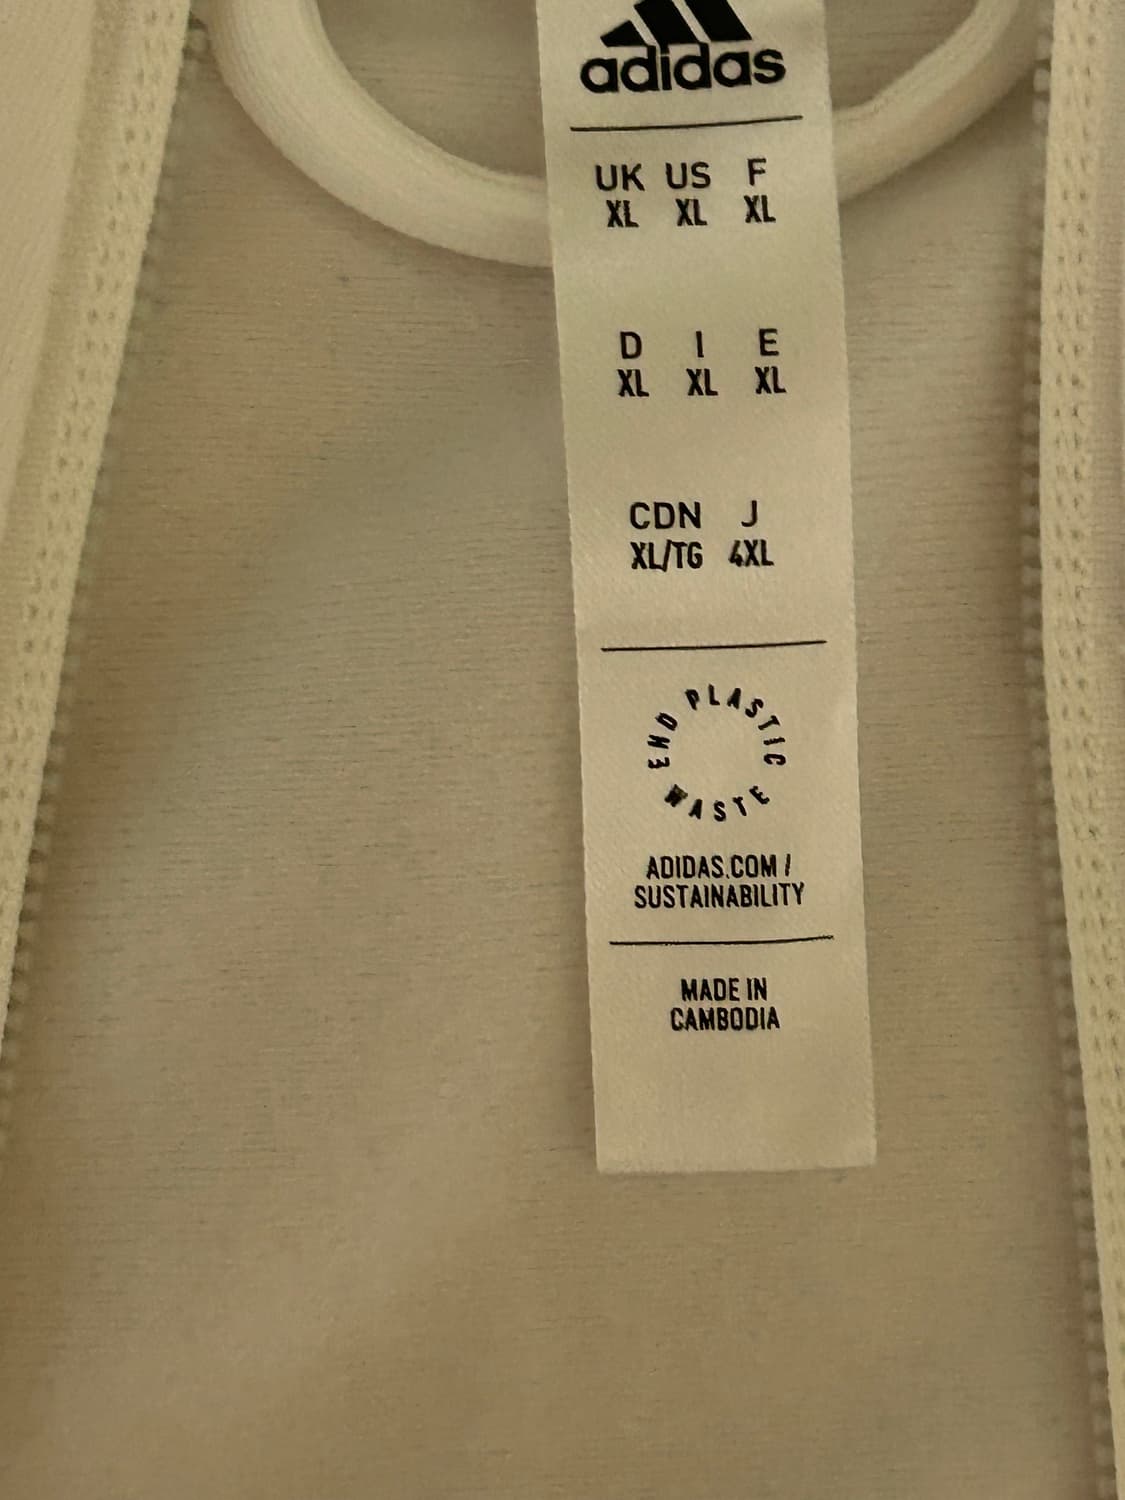 adidas
UK US F
XL XL XL
D I E
XL XL XL
CDN J
XL/TG 4XL
END PLASTIC WASTE
ADIDAS.COM /
SUSTAINABILITY
MADE IN
CAMBODIA